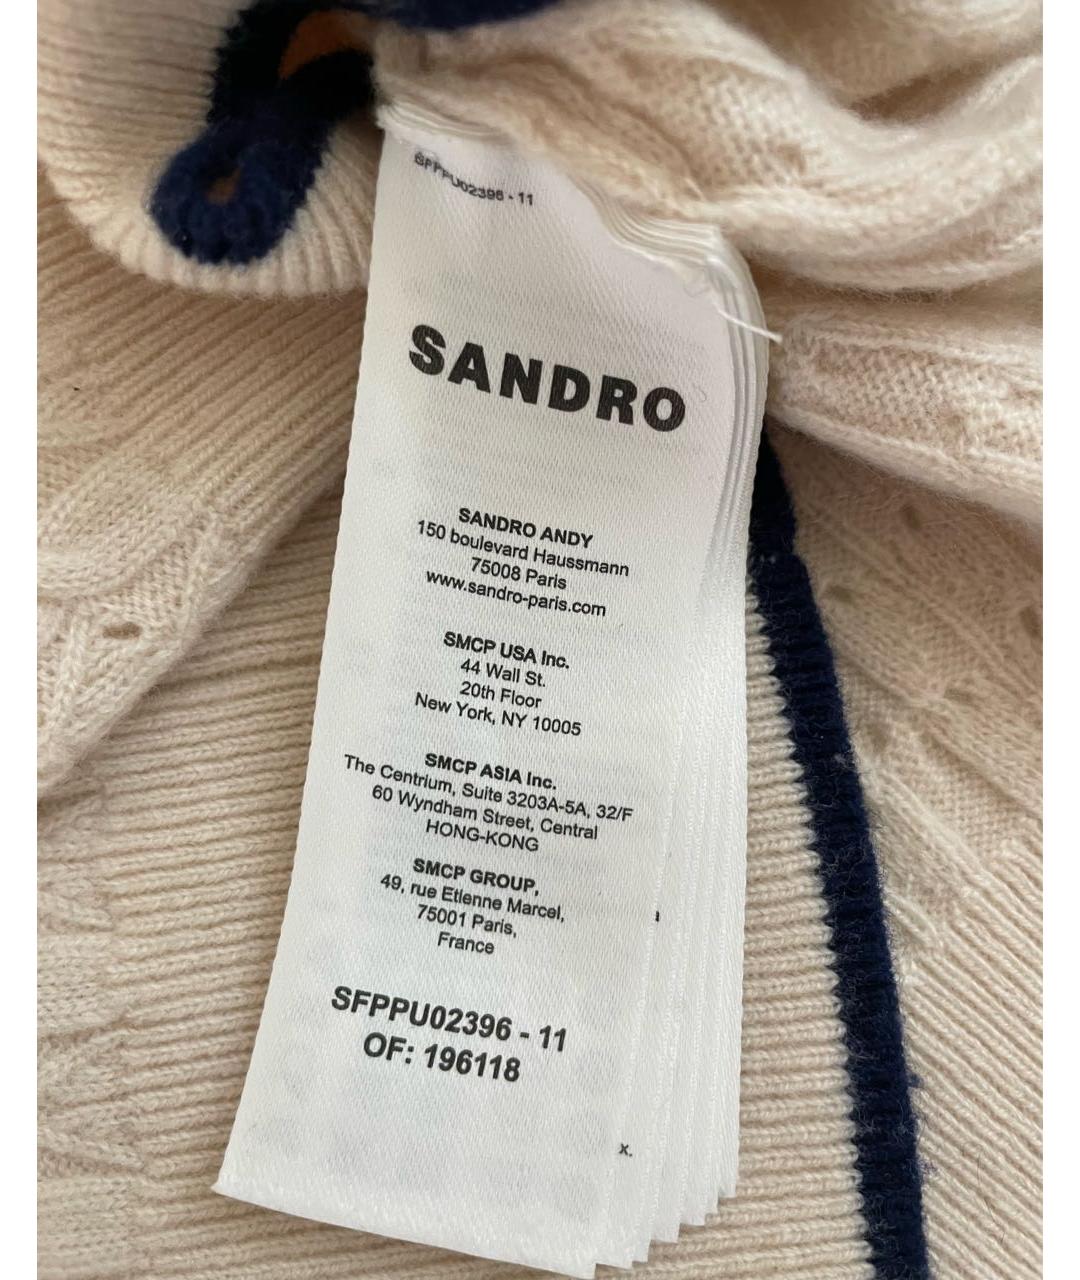 SFPPU02396 - 11
SANDRO
SANDRO ANDY
150 boulevard Haussmann
75008 Paris
www.sandro-paris.com
SMCP USA Inc.
44 Wall St.
20th Floor
New York, NY 10005
SMCP ASIA Inc.
The Centrium, Suite 3203A-5A, 32/F
60 Wyndham Street, Central
HONG-KONG
SMCP GROUP,
49, rue Etienne Marcel,
75001 Paris,
France
SFPPU02396 - 11
OF: 196118
x.